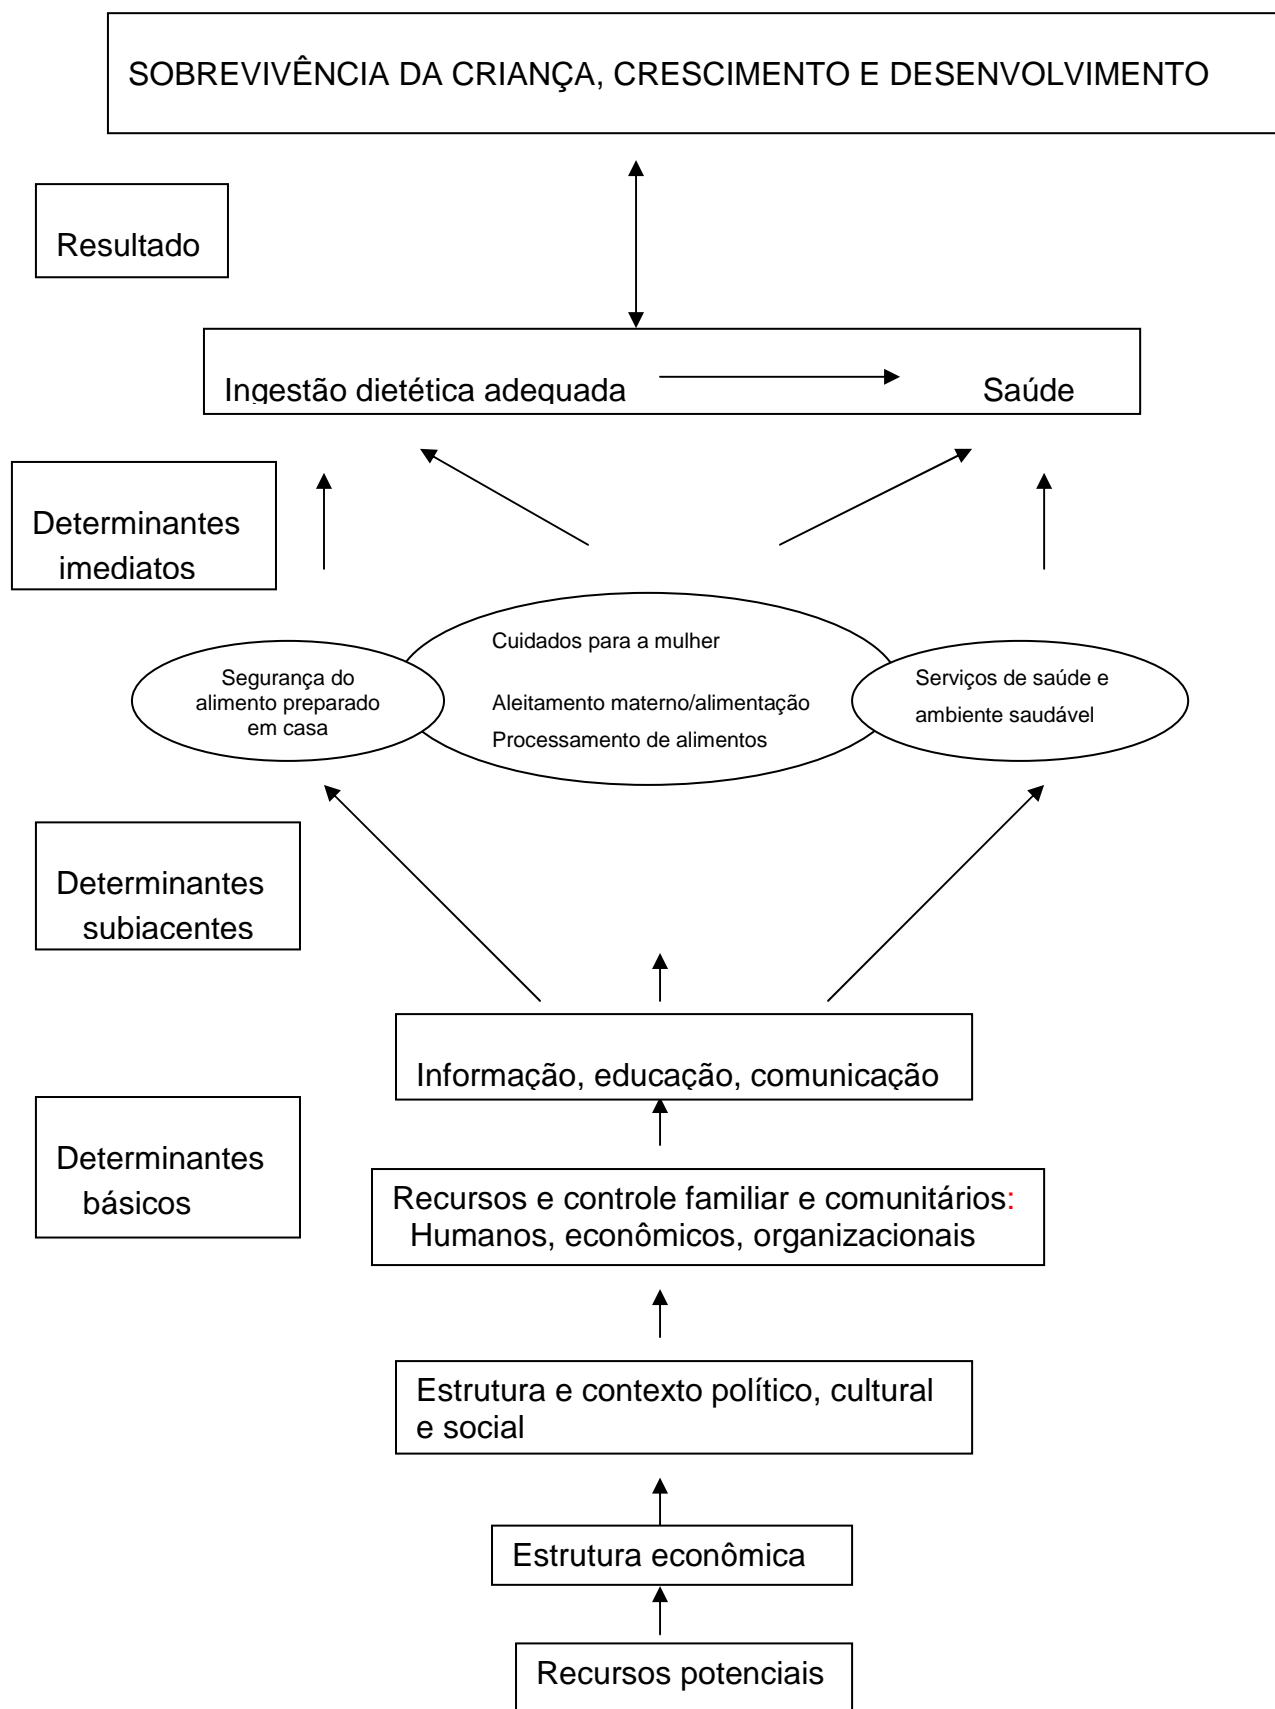 SOBREVIVÊNCIA DA CRIANÇA, CRESCIMENTO E DESENVOLVIMENTO
Resultado
Ingestão dietética adequada
Saúde
Determinantes
imediatos
Cuidados para a mulher
Segurança do
alimento preparado
em casa
Aleitamento materno/alimentação
Processamento de alimentos
Serviços de saúde e
ambiente saudável
Determinantes
subjacentes
Informação, educação, comunicação
Determinantes
básicos
Recursos e controle familiar e comunitários:
Humanos, econômicos, organizacionais
Estrutura e contexto político, cultural
e social
Estrutura econômica
Recursos potenciais